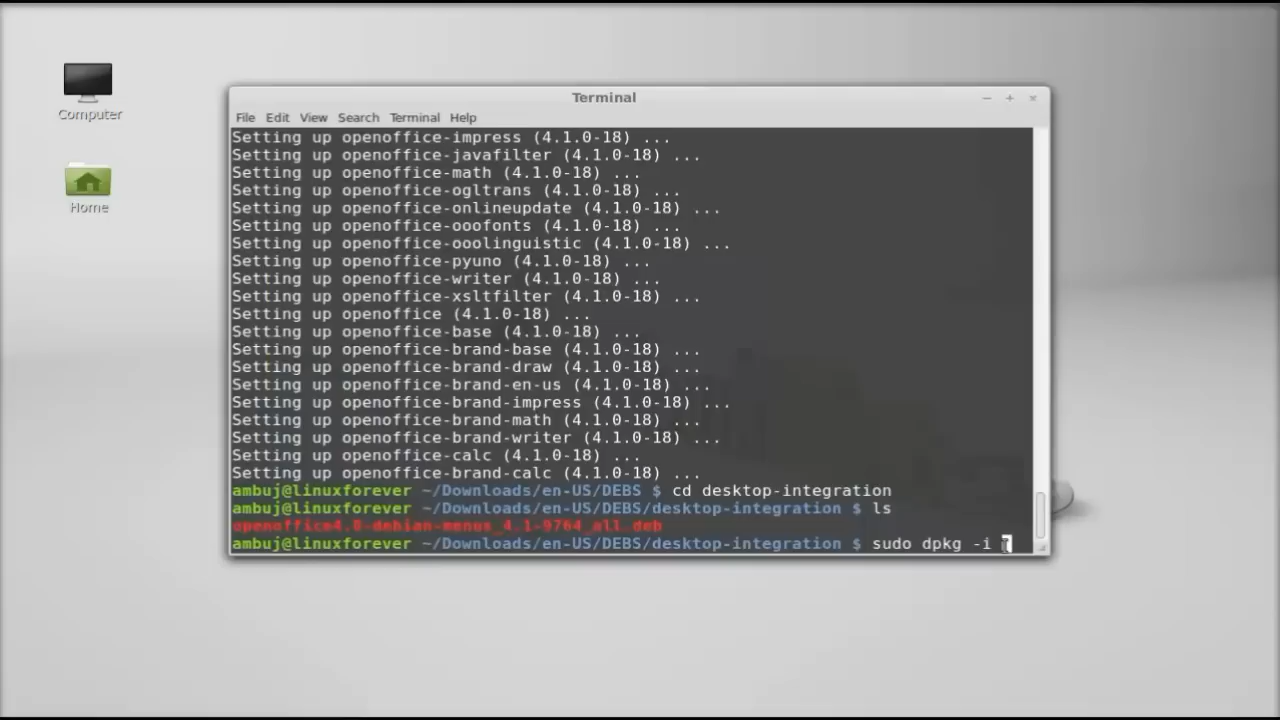 Computer
Home
Terminal
File Edit View Search Terminal Help
Setting up openoffice-impress (4.1.0-18) ...
Setting up openoffice-javafilter (4.1.0-18) ...
Setting up openoffice-math (4.1.0-18) ...
Setting up openoffice-ogltrans (4.1.0-18) ...
Setting up openoffice-onlineupdate (4.1.0-18) ...
Setting up openoffice-ooofonts (4.1.0-18) ...
Setting up openoffice-ooolinguistic (4.1.0-18) ...
Setting up openoffice-pyuno (4.1.0-18) ...
Setting up openoffice-writer (4.1.0-18) ...
Setting up openoffice-xsltfilter (4.1.0-18) ...
Setting up openoffice (4.1.0-18) ...
Setting up openoffice-base (4.1.0-18) ...
Setting up openoffice-brand-base (4.1.0-18) ...
Setting up openoffice-brand-draw (4.1.0-18) ...
Setting up openoffice-brand-en-us (4.1.0-18) ...
Setting up openoffice-brand-impress (4.1.0-18) ...
Setting up openoffice-brand-math (4.1.0-18) ...
Setting up openoffice-brand-writer (4.1.0-18) ...
Setting up openoffice-calc (4.1.0-18) ...
Setting up openoffice-brand-calc (4.1.0-18) ...
ambuj@linuxforever ~/Downloads/en-US/DEBS $ cd desktop-integration
ambuj@linuxforever ~/Downloads/en-US/DEBS/desktop-integration $ ls
openoffice4.0-debian-menus_4.1-9764_all.deb
ambuj@linuxforever ~/Downloads/en-US/DEBS/desktop-integration $ sudo dpkg -i